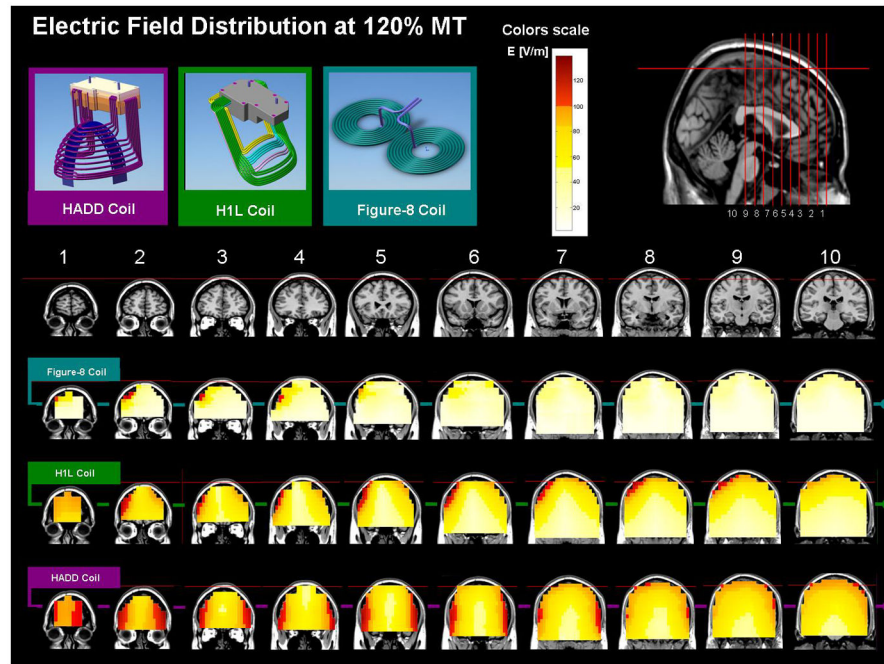 Electric Field Distribution at 120% MT
Colors scale
E [V/m]
120
100
80
60
40
20
HADD Coil
H1L Coil
Figure-8 Coil
10 9 8 7 6 5 4 3 2 1
1 2 3 4 5 6 7 8 9 10
Figure-8 Coil
H1L Coil
HADD Coil